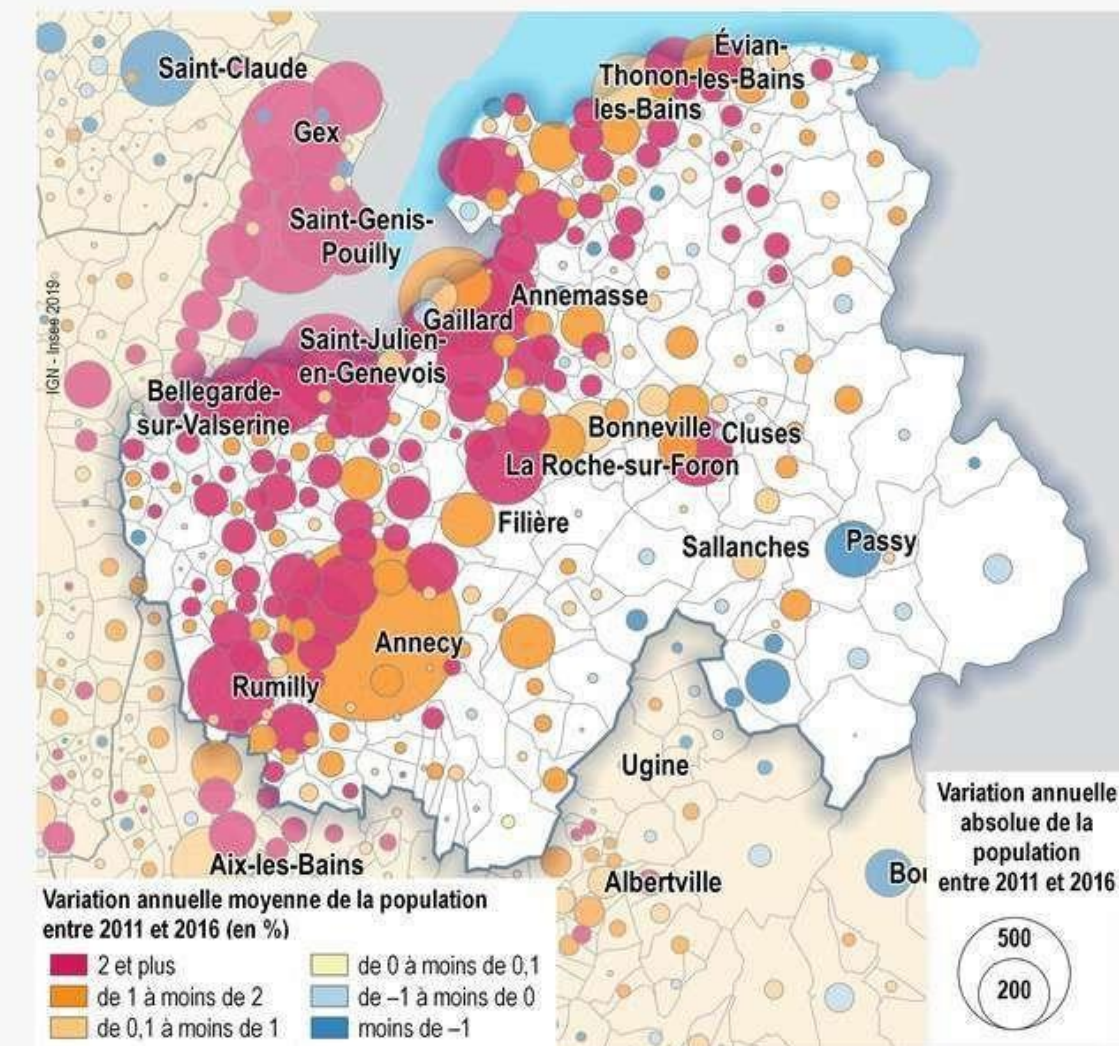 Saint-Claude
Évian-
Thonon-les-Bains
les-Bains
Gex
Saint-Genis-
Pouilly
IGN - Insee 2019
Annemasse
Gaillard
Saint-Julien-
en-Genevois
Bellegarde-
sur-Valserine
Bonneville
Cluses
La Roche-sur-Foron
Filière
Sallanches
Passy
Annecy
Rumilly
Ugine
Aix-les-Bains
Albertville
Bou
Variation annuelle
absolue de la
population
entre 2011 et 2016
500
200
Variation annuelle moyenne de la population
entre 2011 et 2016 (en %)
2 et plus
de 1 à moins de 2
de 0,1 à moins de 1
de 0 à moins de 0,1
de –1 à moins de 0
moins de –1